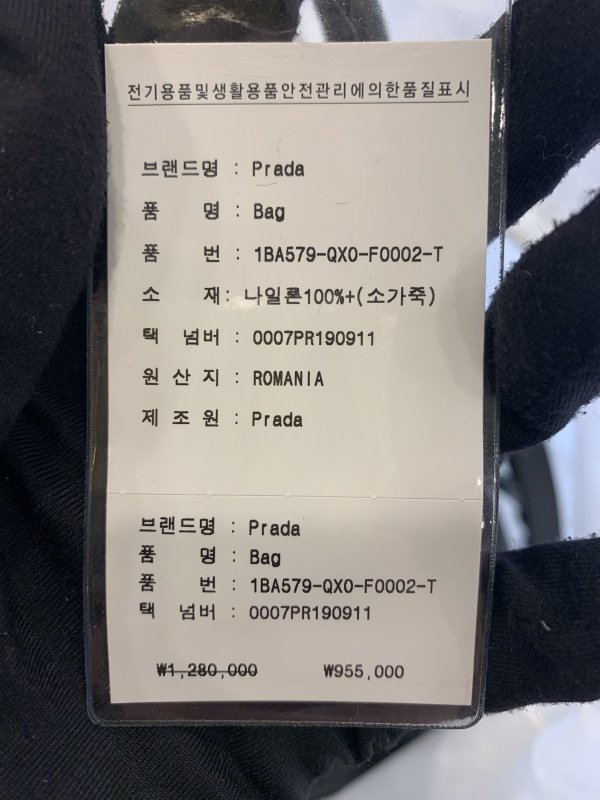 전기용품및생활용품안전관리에의한품질표시
브랜드명 : Prada
품 명 : Bag
품 번 : 1BA579-QX0-F0002-T
소 재: 나일론100%+(소가죽)
택 넘버 : 0007PR190911
원 산 지 : ROMANIA
제 조 원 : Prada
브랜드명 : Prada
품 명 : Bag
품 번 : 1BA579-QX0-F0002-T
택 넘버 : 0007PR190911
₩1,280,000 ₩955,000